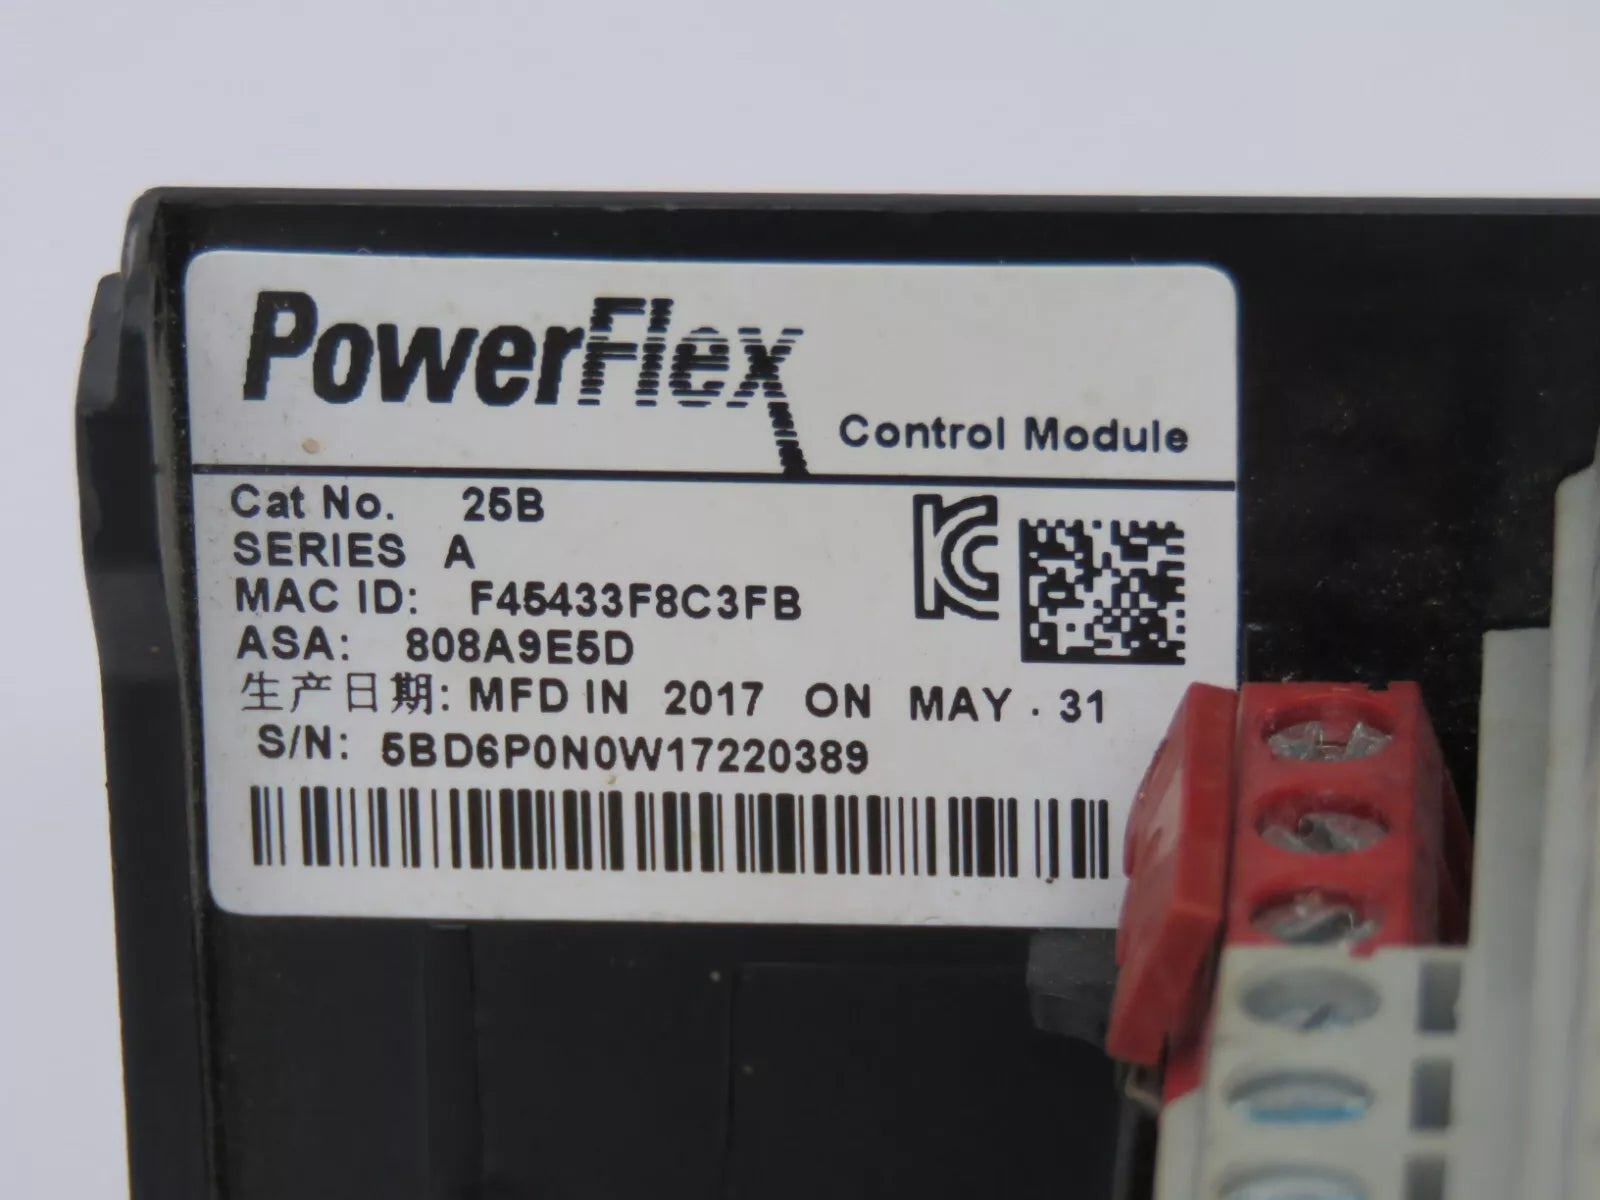 PowerFlex
Control Module
Cat No. 25B
SERIES A
MAC ID: F45433F8C3FB
ASA: 808A9E5D
生产日期: MFD IN 2017 ON MAY . 31
S/N: 5BD6P0N0W17220389